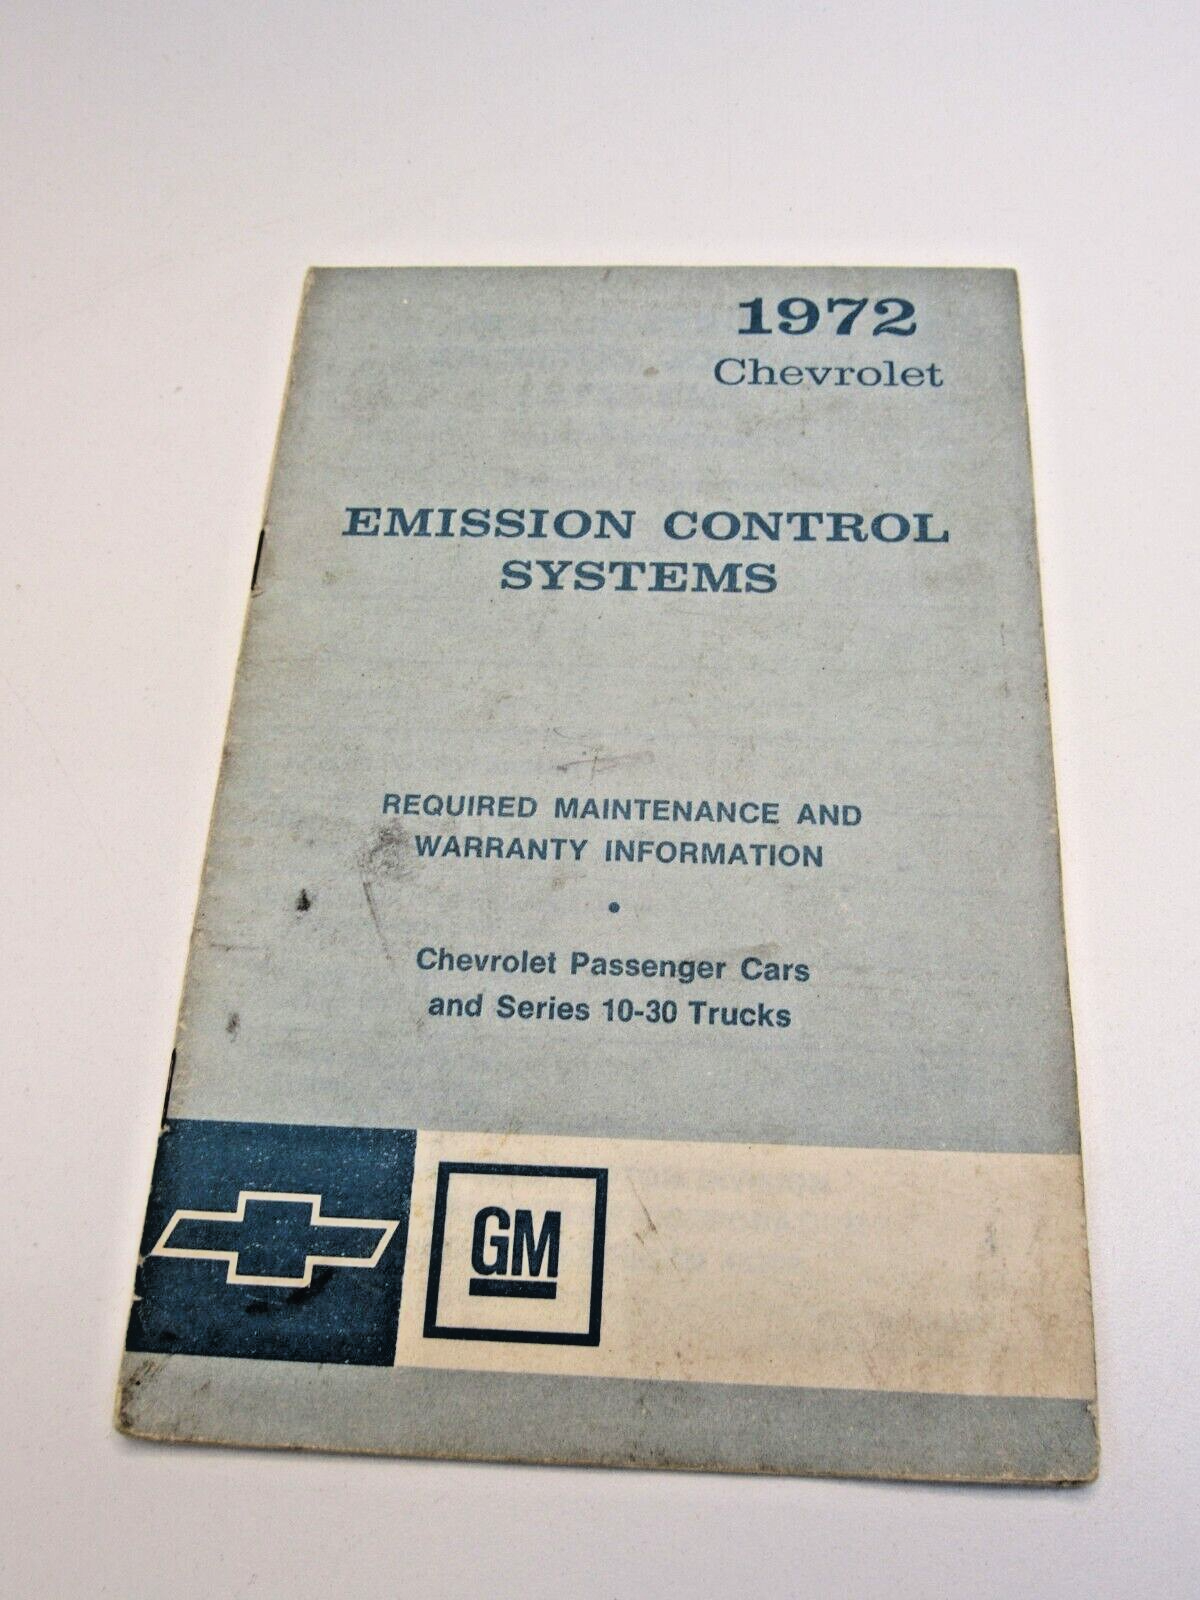 1972
Chevrolet
EMISSION CONTROL
SYSTEMS
REQUIRED MAINTENANCE AND
WARRANTY INFORMATION
•
Chevrolet Passenger Cars
and Series 10-30 Trucks
GM